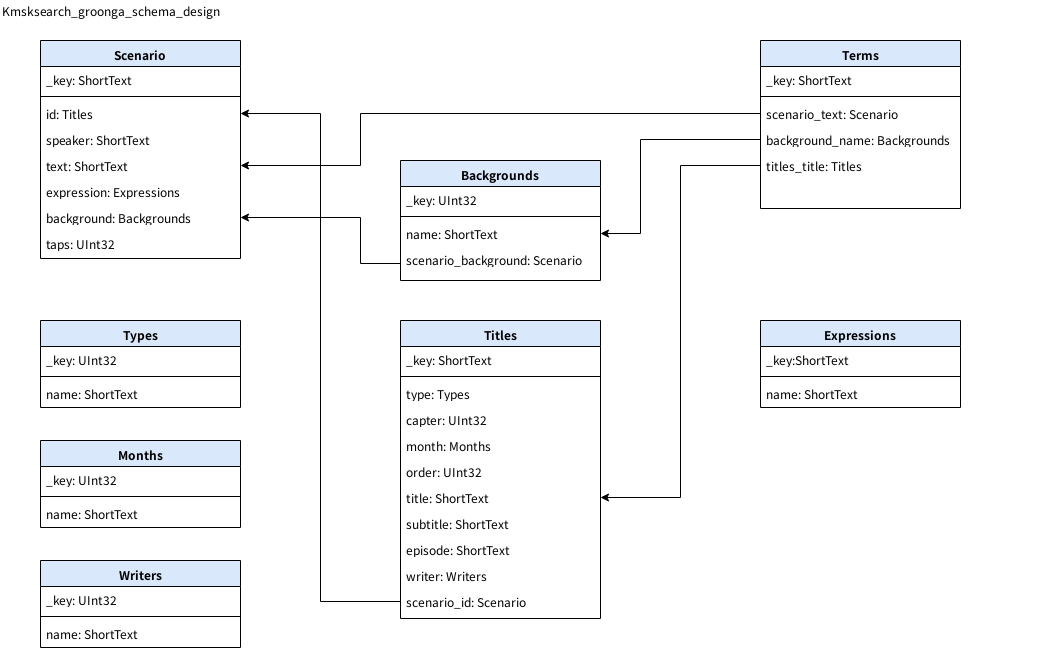 Kmsksearch_groonga_schema_design
Scenario
_key: ShortText
id: Titles
speaker: ShortText
text: ShortText
expression: Expressions
background: Backgrounds
taps: UInt32
Terms
_key: ShortText
scenario_text: Scenario
background_name: Backgrounds
titles_title: Titles
Backgrounds
_key: UInt32
name: ShortText
scenario_background: Scenario
Types
_key: UInt32
name: ShortText
Titles
_key: ShortText
type: Types
capter: UInt32
month: Months
order: UInt32
title: ShortText
subtitle: ShortText
episode: ShortText
writer: Writers
scenario_id: Scenario
Expressions
_key:ShortText
name: ShortText
Months
_key: UInt32
name: ShortText
Writers
_key: UInt32
name: ShortText